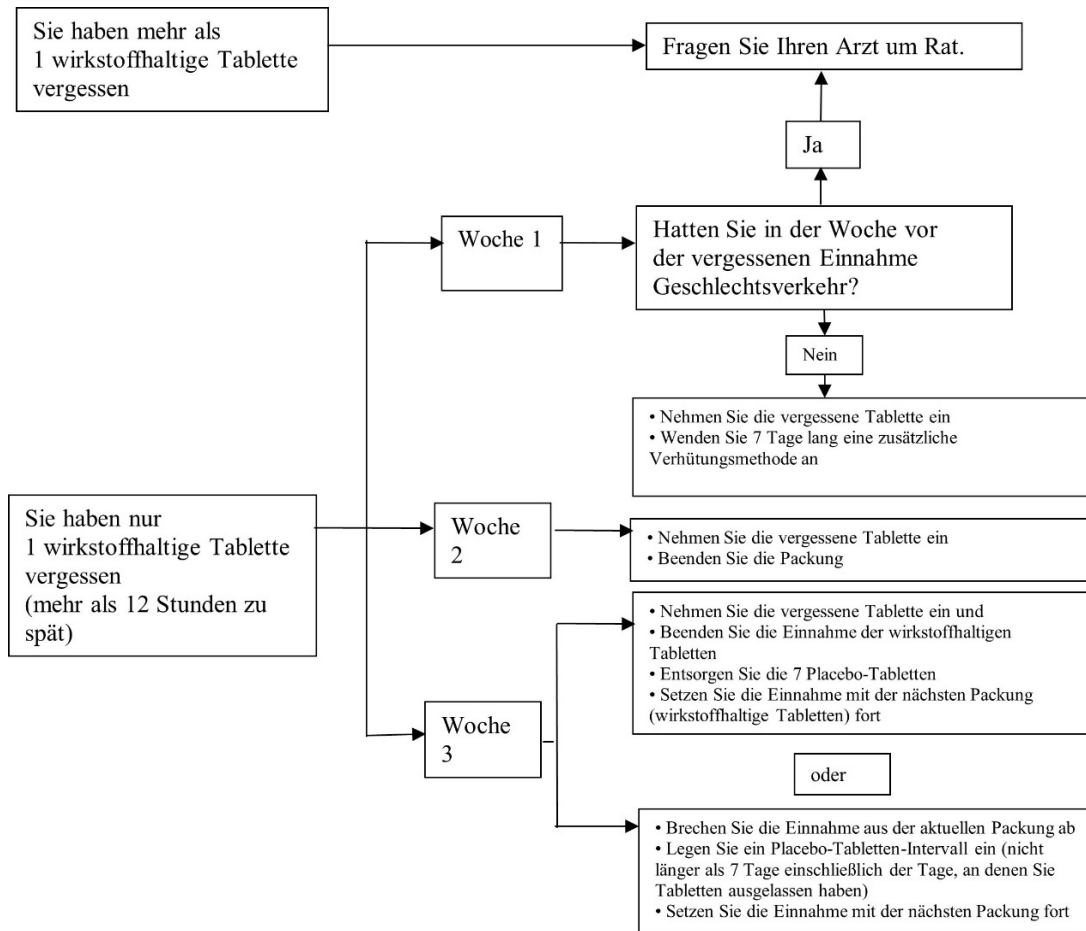 Sie haben mehr als
1 wirkstoffhaltige Tablette
vergessen
Fragen Sie Ihren Arzt um Rat.
Ja
Woche 1
Hatten Sie in der Woche vor
der vergessenen Einnahme
Geschlechtsverkehr?
Nein
• Nehmen Sie die vergessene Tablette ein
• Wenden Sie 7 Tage lang eine zusätzliche
Verhütungsmethode an
Sie haben nur
1 wirkstoffhaltige Tablette
vergessen
(mehr als 12 Stunden zu
spät)
Woche
2
• Nehmen Sie die vergessene Tablette ein
• Beenden Sie die Packung
Woche
3
• Nehmen Sie die vergessene Tablette ein und
• Beenden Sie die Einnahme der wirkstoffhaltigen
Tabletten
• Entsorgen Sie die 7 Placebo-Tabletten
• Setzen Sie die Einnahme mit der nächsten Packung
(wirkstoffhaltige Tabletten) fort
oder
• Brechen Sie die Einnahme aus der aktuellen Packung ab
• Legen Sie ein Placebo-Tabletten-Intervall ein (nicht
länger als 7 Tage einschließlich der Tage, an denen Sie
Tabletten ausgelassen haben)
• Setzen Sie die Einnahme mit der nächsten Packung fort